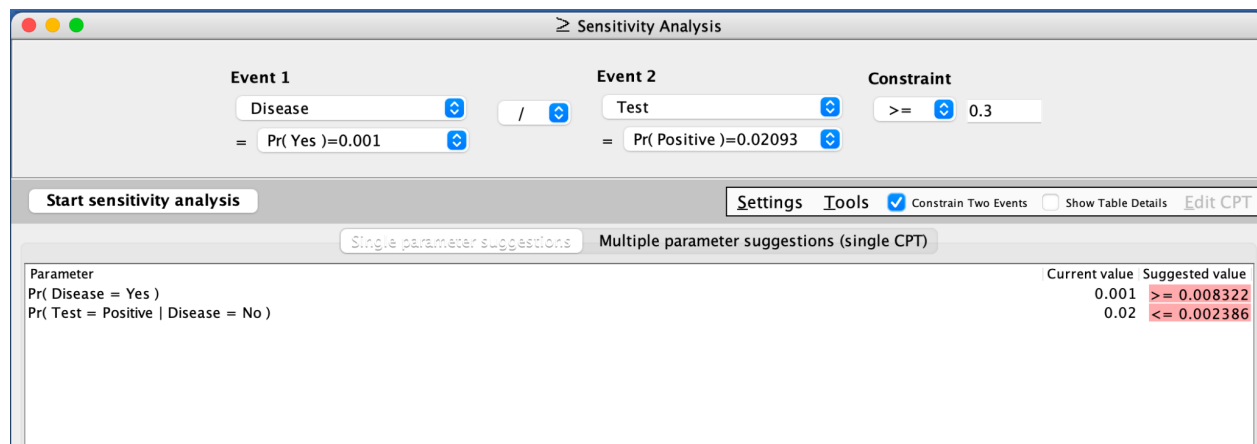 ≥ Sensitivity Analysis
Event 1 Event 2 Constraint
Disease / Test >= 0.3
= Pr( Yes )=0.001 = Pr( Positive )=0.02093
Start sensitivity analysis Settings Tools Constrain Two Events Show Table Details Edit CPT
Single parameter suggestions Multiple parameter suggestions (single CPT)
Parameter Current value Suggested value
Pr( Disease = Yes ) 0.001 >= 0.008322
Pr( Test = Positive | Disease = No ) 0.02 <= 0.002386